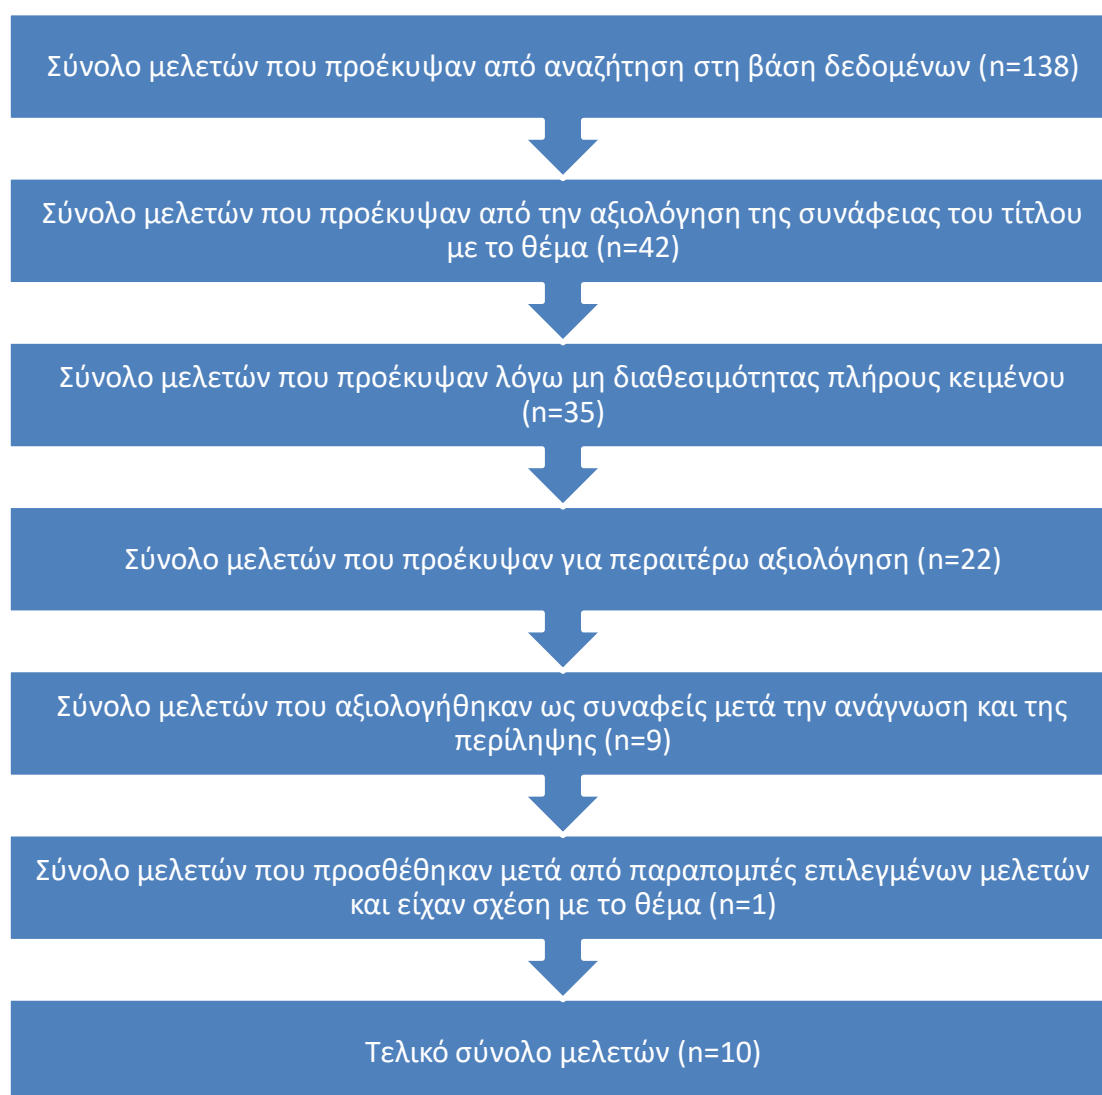 Σύνολο μελετών που προέκυψαν από αναζήτηση στη βάση δεδομένων (n=138)
Σύνολο μελετών που προέκυψαν από την αξιολόγηση της συνάφειας του τίτλου
με το θέμα (n=42)
Σύνολο μελετών που προέκυψαν λόγω μη διαθεσιμότητας πλήρους κειμένου
(n=35)
Σύνολο μελετών που προέκυψαν για περαιτέρω αξιολόγηση (n=22)
Σύνολο μελετών που αξιολογήθηκαν ως συναφείς μετά την ανάγνωση και της
περίληψης (n=9)
Σύνολο μελετών που προσθέθηκαν μετά από παραπομπές επιλεγμένων μελετών
και είχαν σχέση με το θέμα (n=1)
Τελικό σύνολο μελετών (n=10)